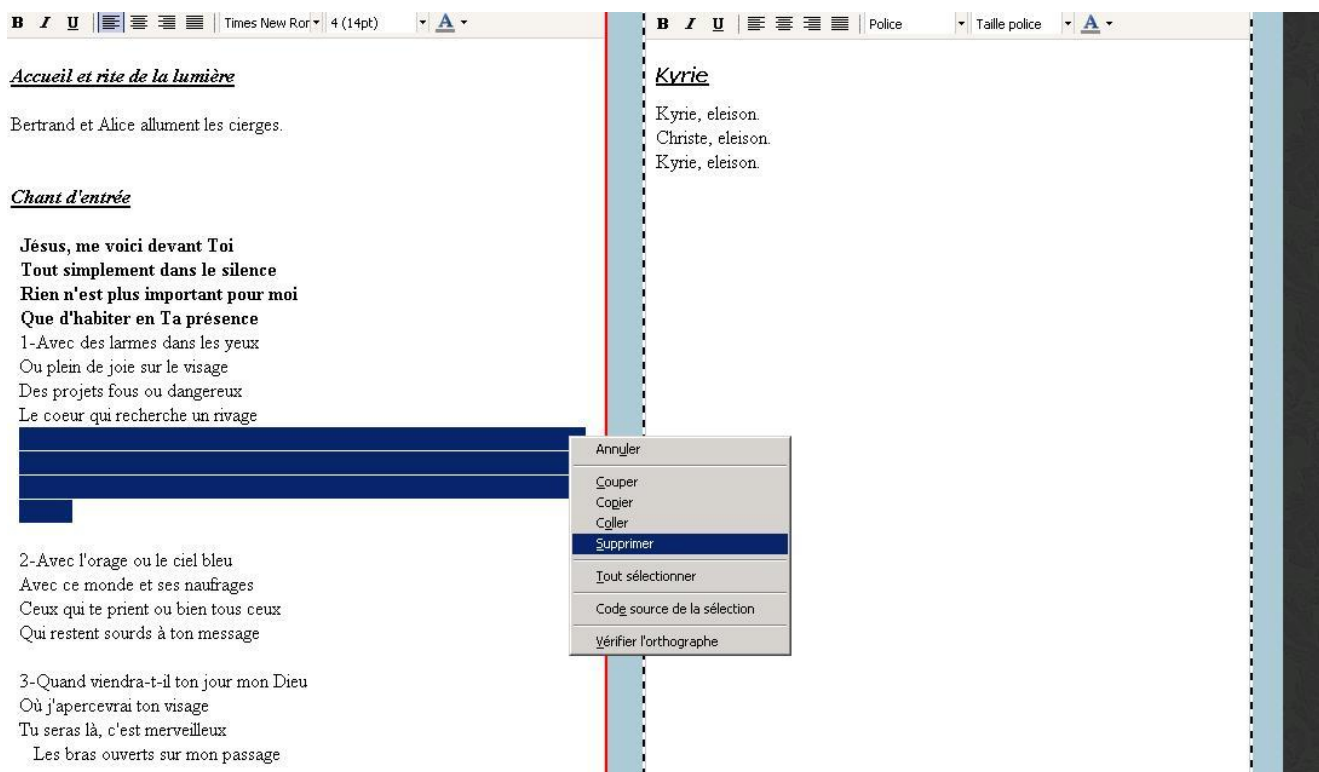 B I U Times New Ror 4 (14pt) A
Accueil et rite de la lumière
Bertrand et Alice allument les cierges.
Chant d'entrée
Jésus, me voici devant Toi
Tout simplement dans le silence
Rien n'est plus important pour moi
Que d'habiter en Ta présence
1-Avec des larmes dans les yeux
Ou plein de joie sur le visage
Des projets fous ou dangereux
Le coeur qui recherche un rivage
2-Avec l'orage ou le ciel bleu
Avec ce monde et ses naufrages
Ceux qui te prient ou bien tous ceux
Qui restent sourds à ton message
3-Quand viendra-t-il ton jour mon Dieu
Où j'apercevrai ton visage
Tu seras là, c'est merveilleux
Les bras ouverts sur mon passage
B I U Police Taille police A
Kyrie
Kyrie, eleison.
Christe, eleison.
Kyrie, eleison.
Annuler
Couper
Copier
Coller
Supprimer
Tout sélectionner
Code source de la sélection
Vérifier l'orthographe